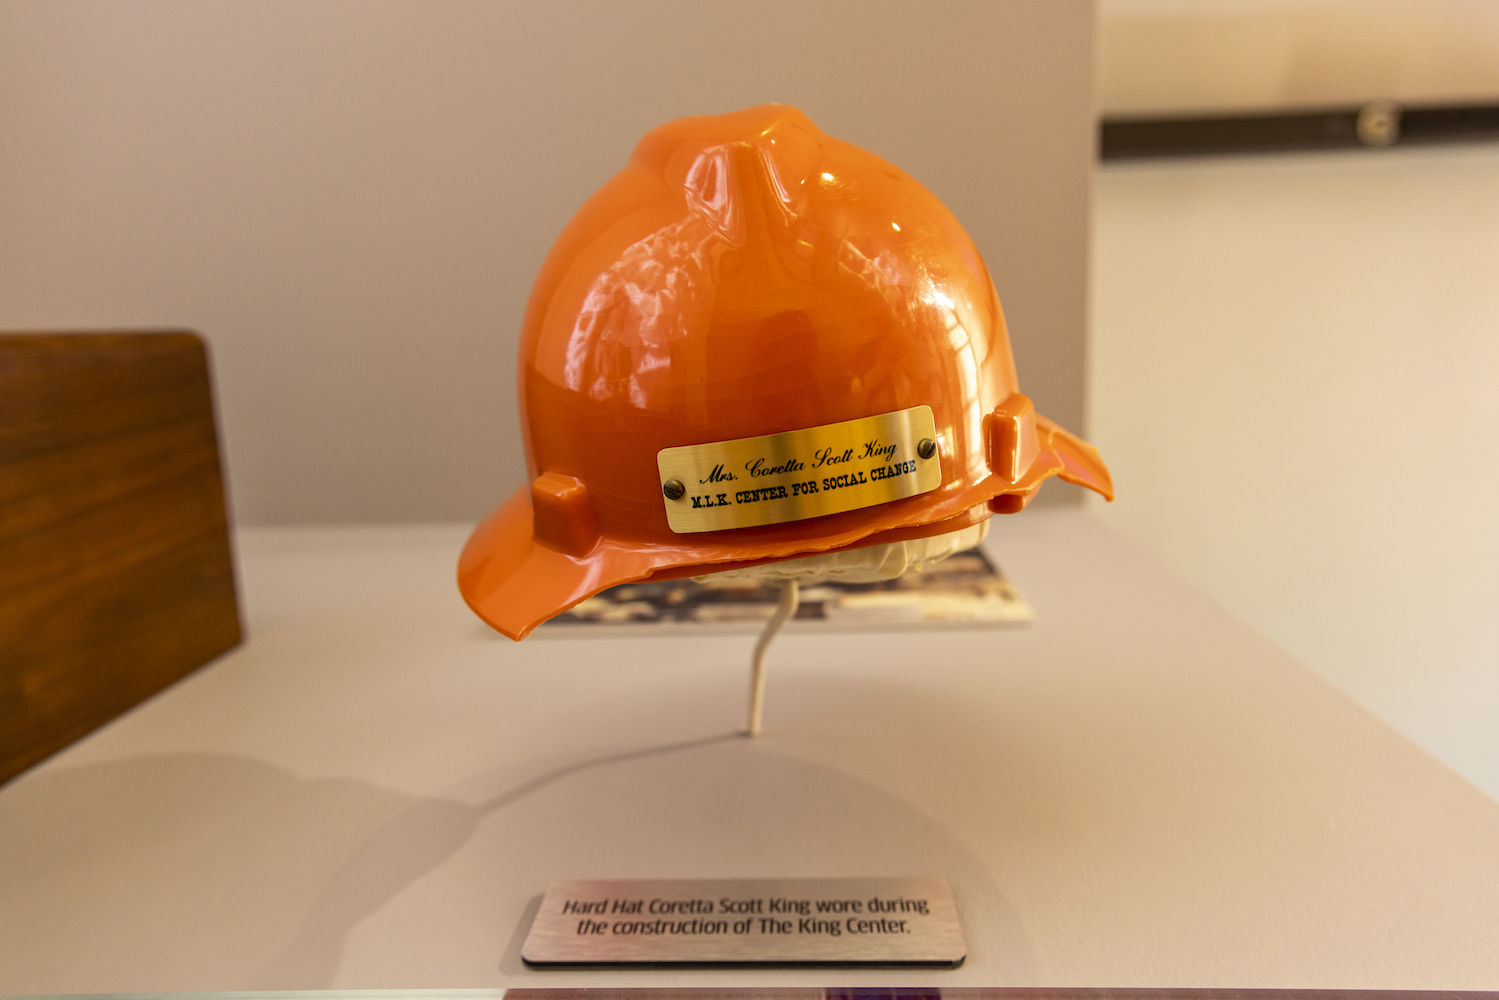 Mrs. Coretta Scott King
M.L.K. CENTER FOR SOCIAL CHANGE
Hard Hat Coretta Scott King wore during
the construction of The King Center.